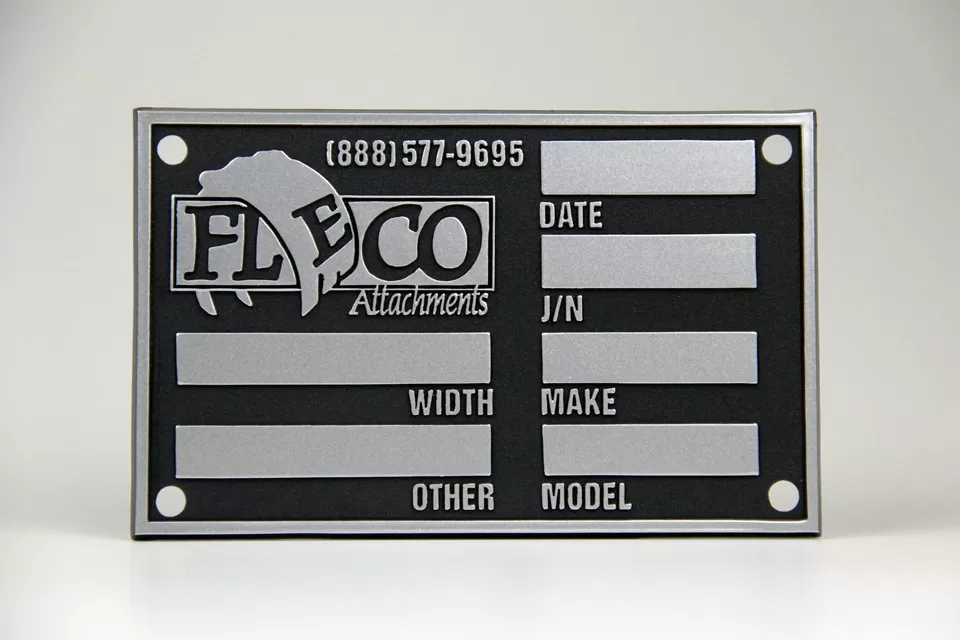 (888)577-9695
FLECO
Attachments
DATE
J/N
WIDTH
MAKE
OTHER
MODEL